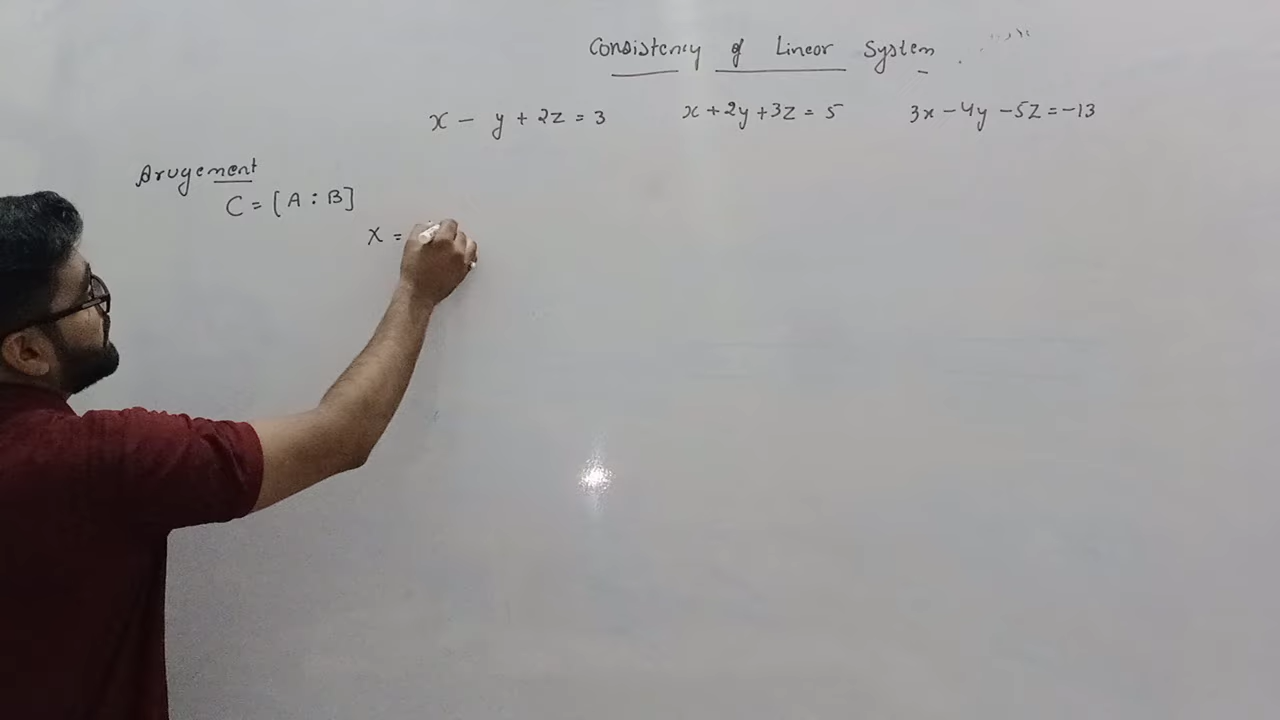 Consistency of Linear System.
x - y + 2z = 3 x + 2y + 3z = 5 3x - 4y - 5z = -13
Arugement
C = [A : B]
X =